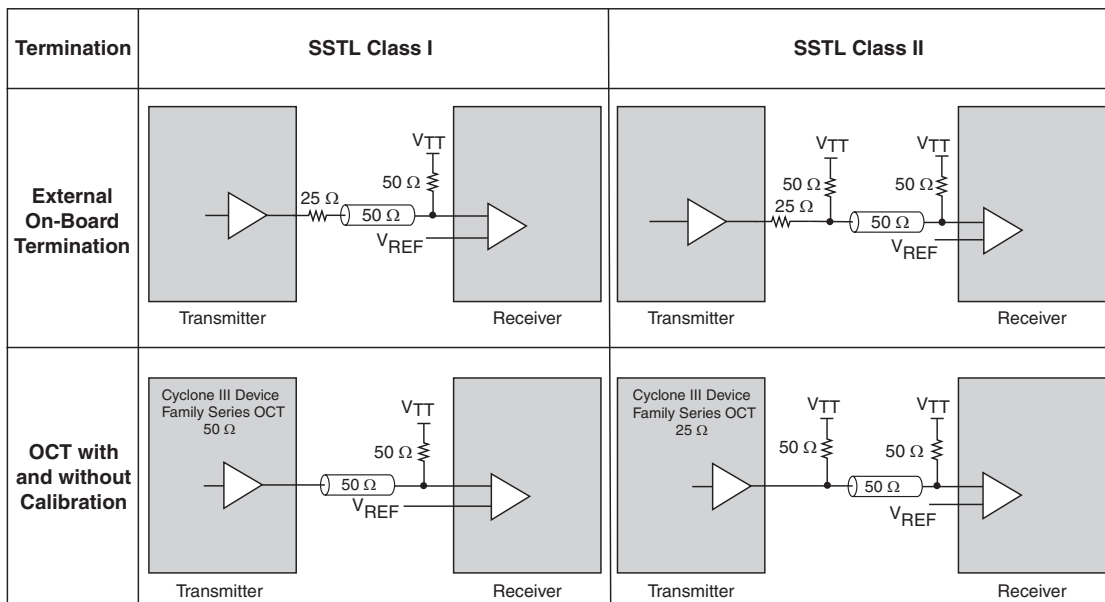 Termination
SSTL Class I
SSTL Class II
External
On-Board
Termination
VTT
50 Ω
25 Ω
50 Ω
VREF
Transmitter
Receiver
VTT
VTT
50 Ω
50 Ω
25 Ω
50 Ω
VREF
Transmitter
Receiver
OCT with
and without
Calibration
Cyclone III Device
Family Series OCT
50 Ω
VTT
50 Ω
50 Ω
VREF
Transmitter
Receiver
Cyclone III Device
Family Series OCT
25 Ω
VTT
VTT
50 Ω
50 Ω
50 Ω
VREF
Transmitter
Receiver